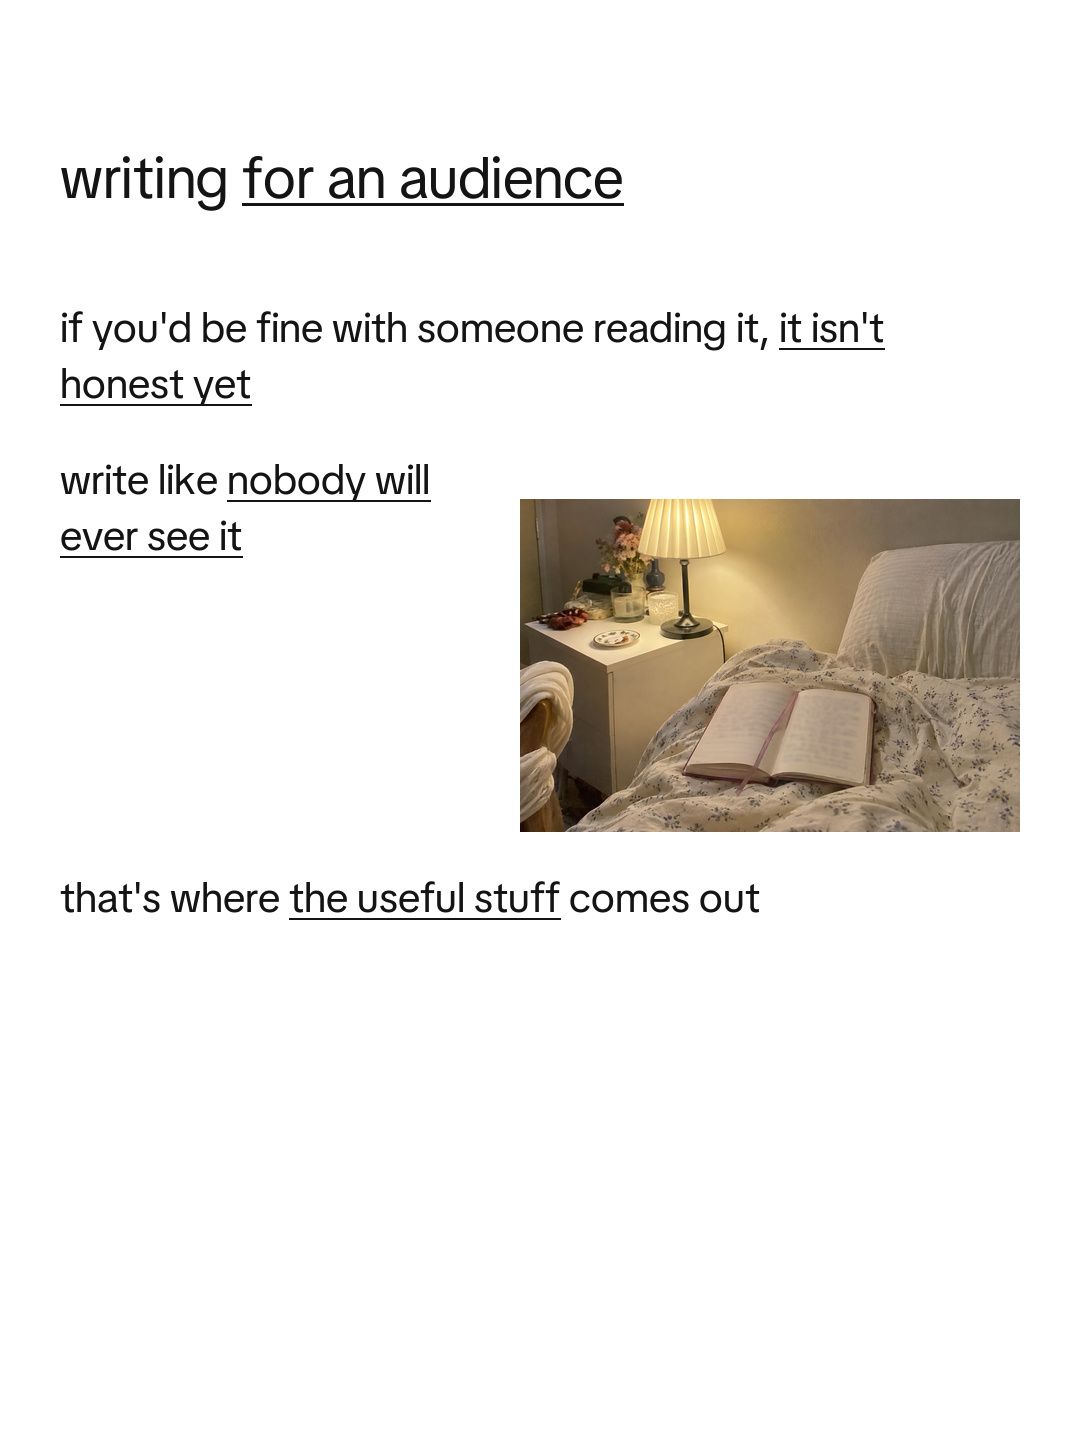 writing for an audience
if you'd be fine with someone reading it, it isn't
honest yet
write like nobody will
ever see it
that's where the useful stuff comes out